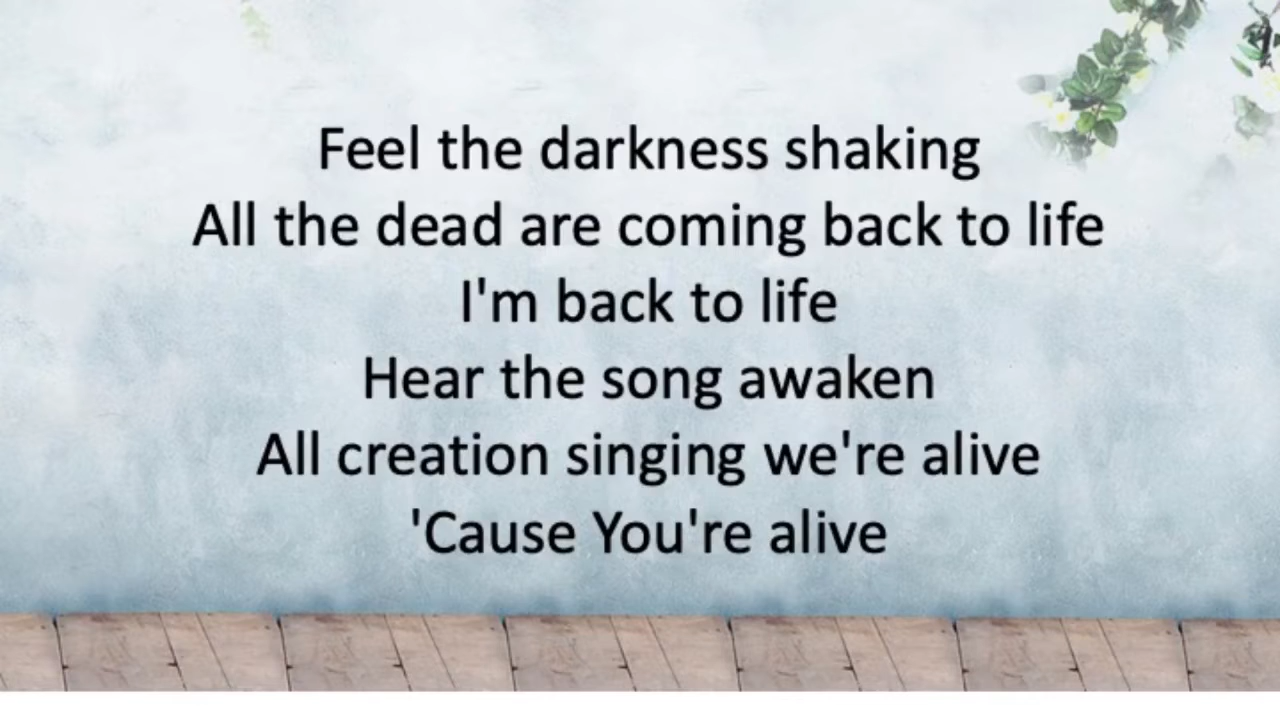 Feel the darkness shaking
All the dead are coming back to life
I'm back to life
Hear the song awaken
All creation singing we're alive
'Cause You're alive